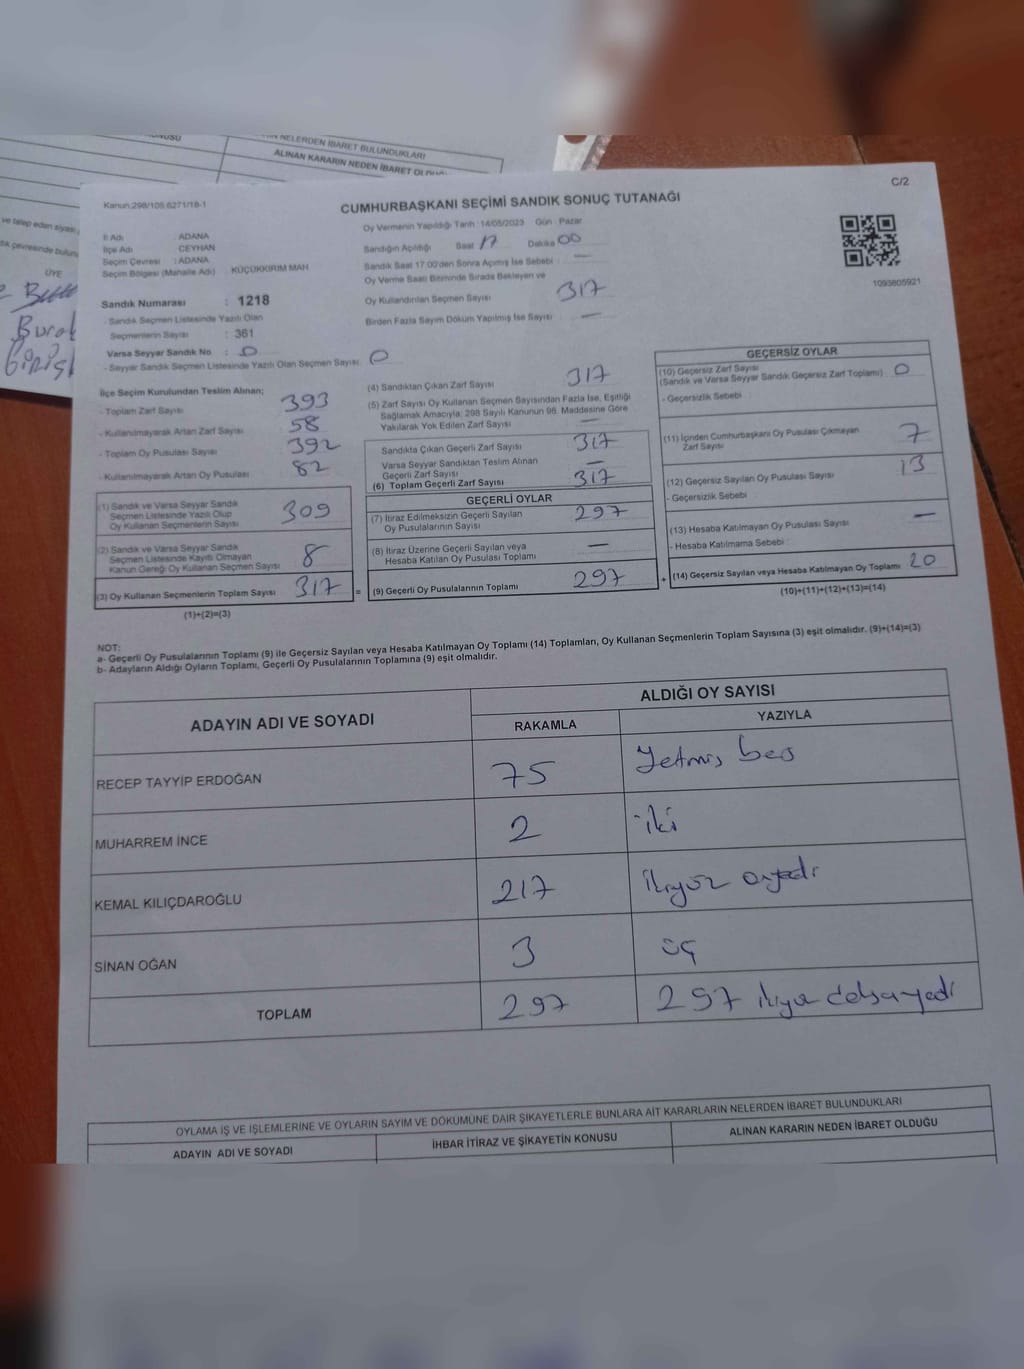 NELERDEN İBARET BULUNDUKLARI
ALINAN KARARIN NEDEN İBARET
ve talep eden siyasi
ÜYE
Burak
C/2
Kanun:298/105.6271/18-1
CUMHURBAŞKANI SEÇİMİ SANDIK SONUÇ TUTANAĞI
Oy Vermenin Yapıldığı Tarih :14/05/2023 Gün : Pazar
İl Adı : ADANA
İlçe Adı : CEYHAN
Seçim Çevresi : ADANA
Seçim Bölgesi (Mahalle Adı) KÜÇÜKKIRIM MAH
Sandığın Açıldığı Saat 17 Dakika 00
Sandık Saat 17.00'den Sonra Açımış İse Sebebi : —
Oy Verme Saati Bitiminde Sırada Bekleyen ve
Oy Kullandırılan Seçmen Sayısı 317
Birden Fazla Sayım Döküm Yapılmış İse Sayısı —
1093805921
Sandık Numarası : 1218
- Sandık Seçmen Listesinde Yazılı Olan
Seçmenlerin Sayısı : 361
Varsa Seyyar Sandık No : 0
- Seyyar Sandık Seçmen Listesinde Yazılı Olan Seçmen Sayısı : 0
İlçe Seçim Kurulundan Teslim Alınan;
- Toplam Zarf Sayısı 393
- Kullanılmayarak Artan Zarf Sayısı 58
- Toplam Oy Pusulası Sayısı 392
- Kullanılmayarak Artan Oy Pusulası 82
(1) Sandık ve Varsa Seyyar Sandık
Seçmen Listesinde Yazılı Olup
Oy Kullanan Seçmenlerin Sayısı 309
(2) Sandık ve Varsa Seyyar Sandık
Seçmen Listesinde Kayıtlı Olmayan
Kanun Gereği Oy Kullanan Seçmen Sayısı 8
(3) Oy Kullanan Seçmenlerin Toplam Sayısı 317 =
(1)+(2)=(3)
(4) Sandıktan Çıkan Zarf Sayısı 317
(5) Zarf Sayısı Oy Kullanan Seçmen Sayısından Fazla İse, Eşitliği
Sağlamak Amacıyla; 298 Sayılı Kanunun 98. Maddesine Göre
Yakılarak Yok Edilen Zarf Sayısı —
Sandıkta Çıkan Geçerli Zarf Sayısı 317
Varsa Seyyar Sandıktan Teslim Alınan
Geçerli Zarf Sayısı —
(6) Toplam Geçerli Zarf Sayısı 317
GEÇERLİ OYLAR
(7) İtiraz Edilmeksizin Geçerli Sayılan
Oy Pusulalarının Sayısı 297
(8) İtiraz Üzerine Geçerli Sayılan veya
Hesaba Katılan Oy Pusulası Toplamı —
(9) Geçerli Oy Pusulalarının Toplamı 297 +
GEÇERSİZ OYLAR
(10) Geçersiz Zarf Sayısı
(Sandık ve Varsa Seyyar Sandık Geçersiz Zarf Toplamı) 0
- Geçersizlik Sebebi
(11) İçinden Cumhurbaşkanı Oy Pusulası Çıkmayan
Zarf Sayısı 7
(12) Geçersiz Sayılan Oy Pusulası Sayısı 13
- Geçersizlik Sebebi
(13) Hesaba Katılmayan Oy Pusulası Sayısı —
- Hesaba Katılmama Sebebi :
(14) Geçersiz Sayılan veya Hesaba Katılmayan Oy Toplamı 20
(10)+(11)+(12)+(13)=(14)
NOT:
a- Geçerli Oy Pusulalarının Toplamı (9) ile Geçersiz Sayılan veya Hesaba Katılmayan Oy Toplamı (14) Toplamları, Oy Kullanan Seçmenlerin Toplam Sayısına (3) eşit olmalıdır. (9)+(14)=(3)
b- Adayların Aldığı Oyların Toplamı, Geçerli Oy Pusulalarının Toplamına (9) eşit olmalıdır.
ADAYIN ADI VE SOYADI
ALDIĞI OY SAYISI
RAKAMLA YAZIYLA
RECEP TAYYİP ERDOĞAN 75 Yetmiş beş
MUHARREM İNCE 2 iki
KEMAL KILIÇDAROĞLU 217 ikiyüz onyedi
SİNAN OĞAN 3 üç
TOPLAM 297 297
OYLAMA İŞ VE İŞLEMLERİNE VE OYLARIN SAYIM VE DÖKÜMÜNE DAİR ŞİKAYETLERLE BUNLARA AİT KARARLARIN NELERDEN İBARET BULUNDUKLARI
ADAYIN ADI VE SOYADI İHBAR İTİRAZ VE ŞİKAYETİN KONUSU ALINAN KARARIN NEDEN İBARET OLDUĞU